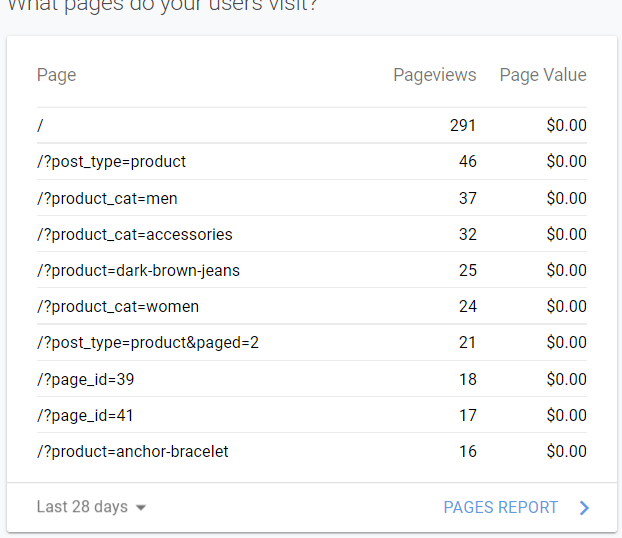 What pages do your users visit?
Page Pageviews Page Value
/ 291 $0.00
/?post_type=product 46 $0.00
/?product_cat=men 37 $0.00
/?product_cat=accessories 32 $0.00
/?product=dark-brown-jeans 25 $0.00
/?product_cat=women 24 $0.00
/?post_type=product&paged=2 21 $0.00
/?page_id=39 18 $0.00
/?page_id=41 17 $0.00
/?product=anchor-bracelet 16 $0.00
Last 28 days PAGES REPORT